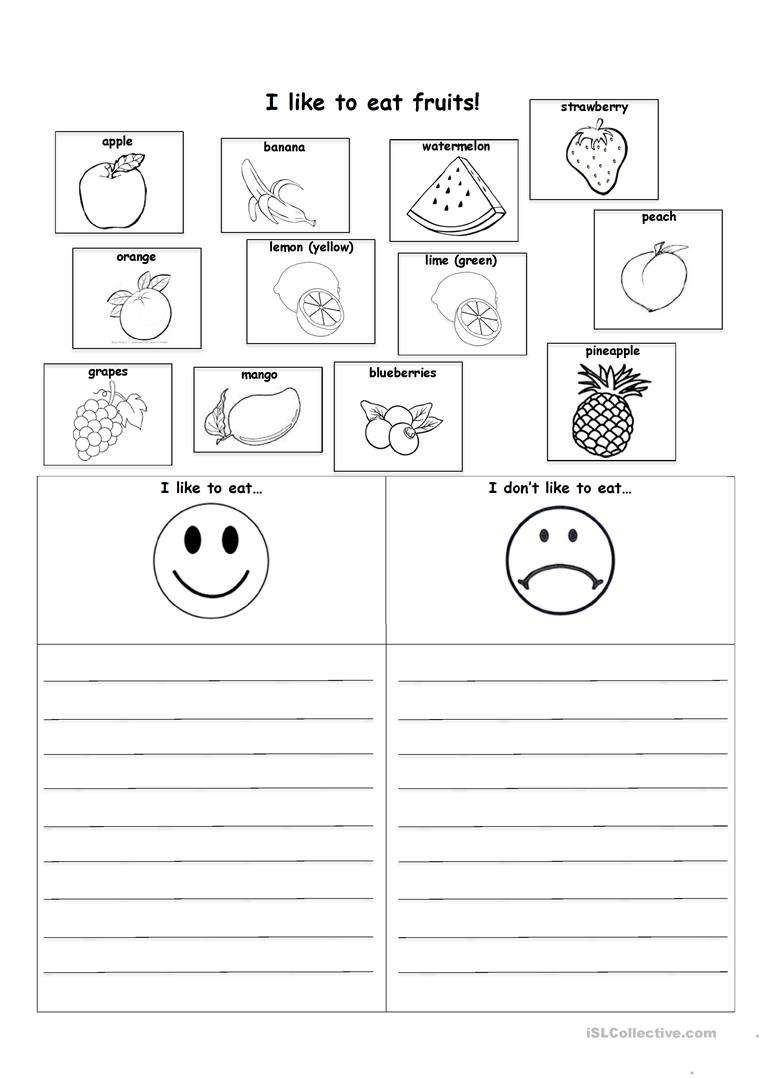 I like to eat fruits!
strawberry
apple
banana
watermelon
peach
orange
lemon (yellow)
lime (green)
pineapple
grapes
mango
blueberries
I like to eat…
I don't like to eat…
iSLCollective.com